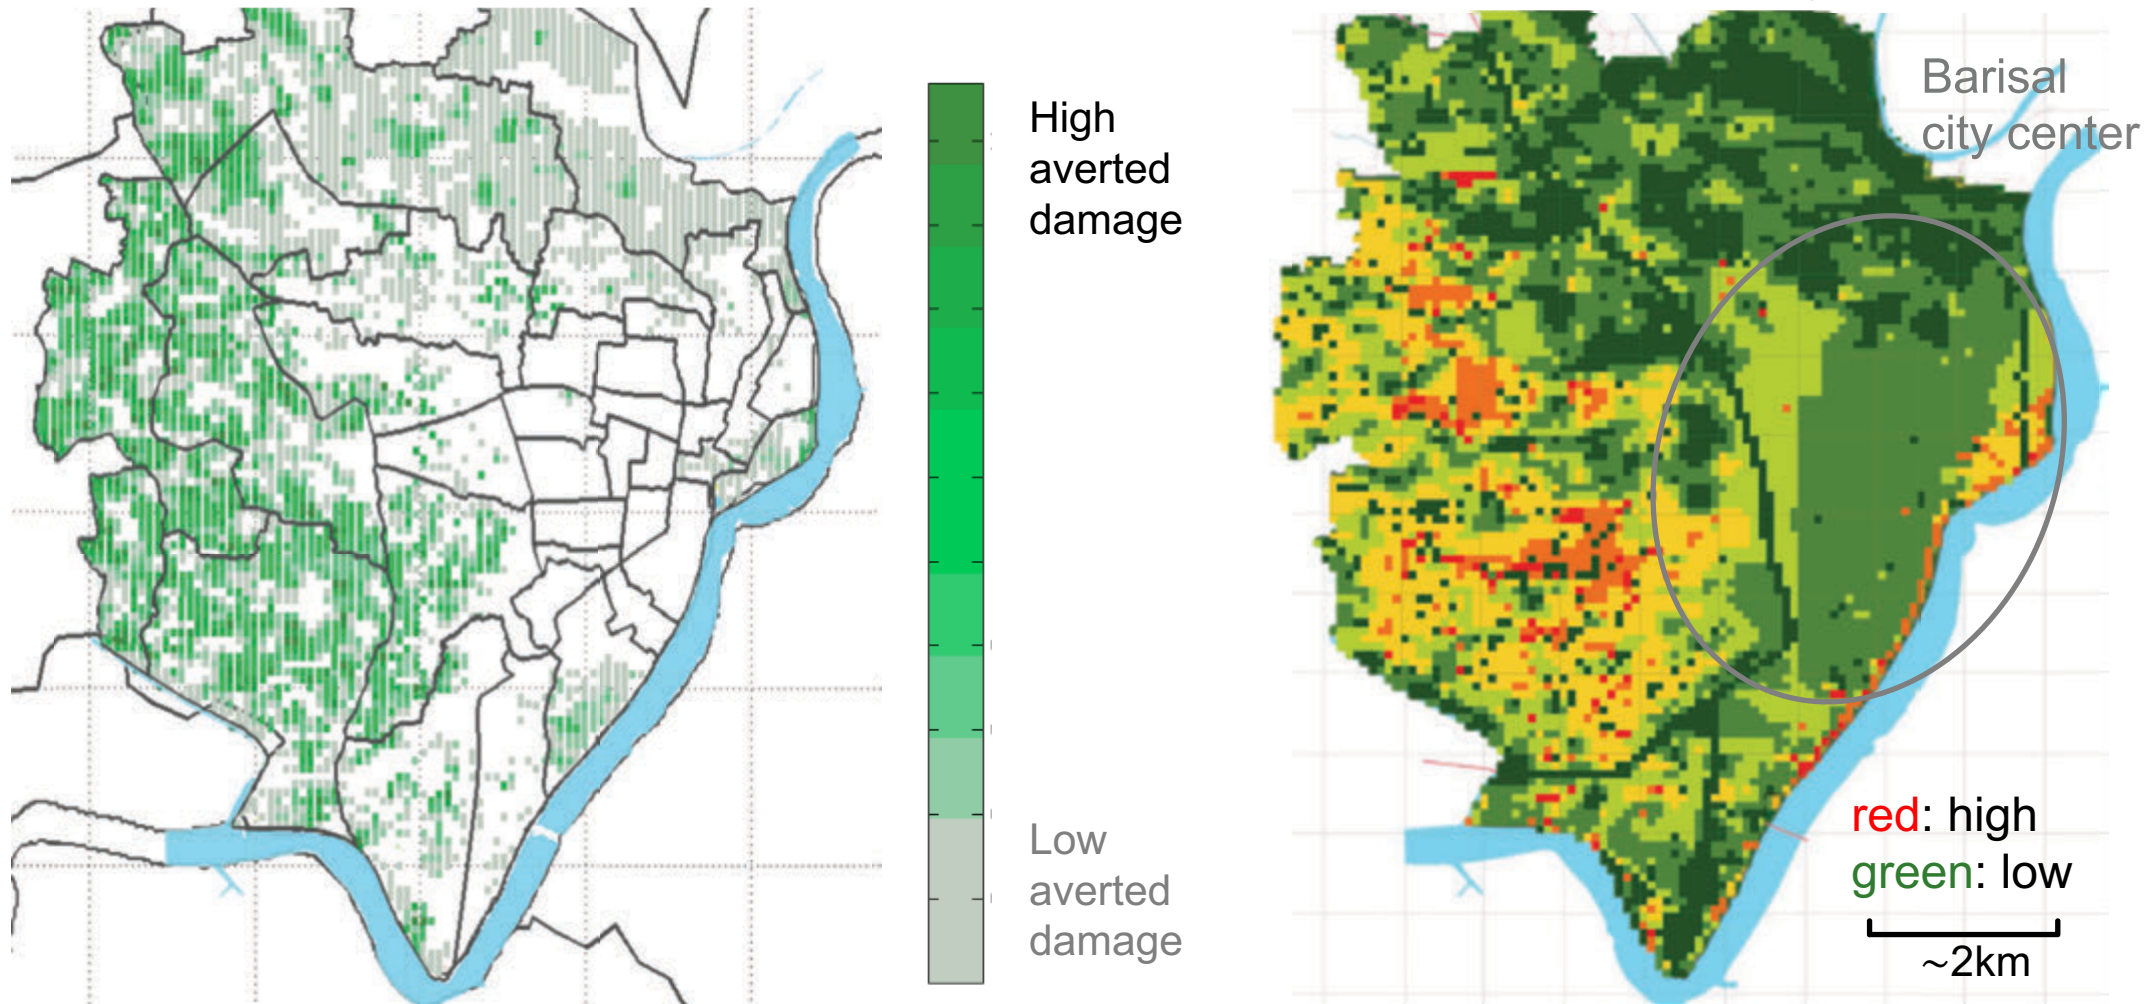 High
averted
damage
Low
averted
damage
Barisal
city center
red: high
green: low
~2km